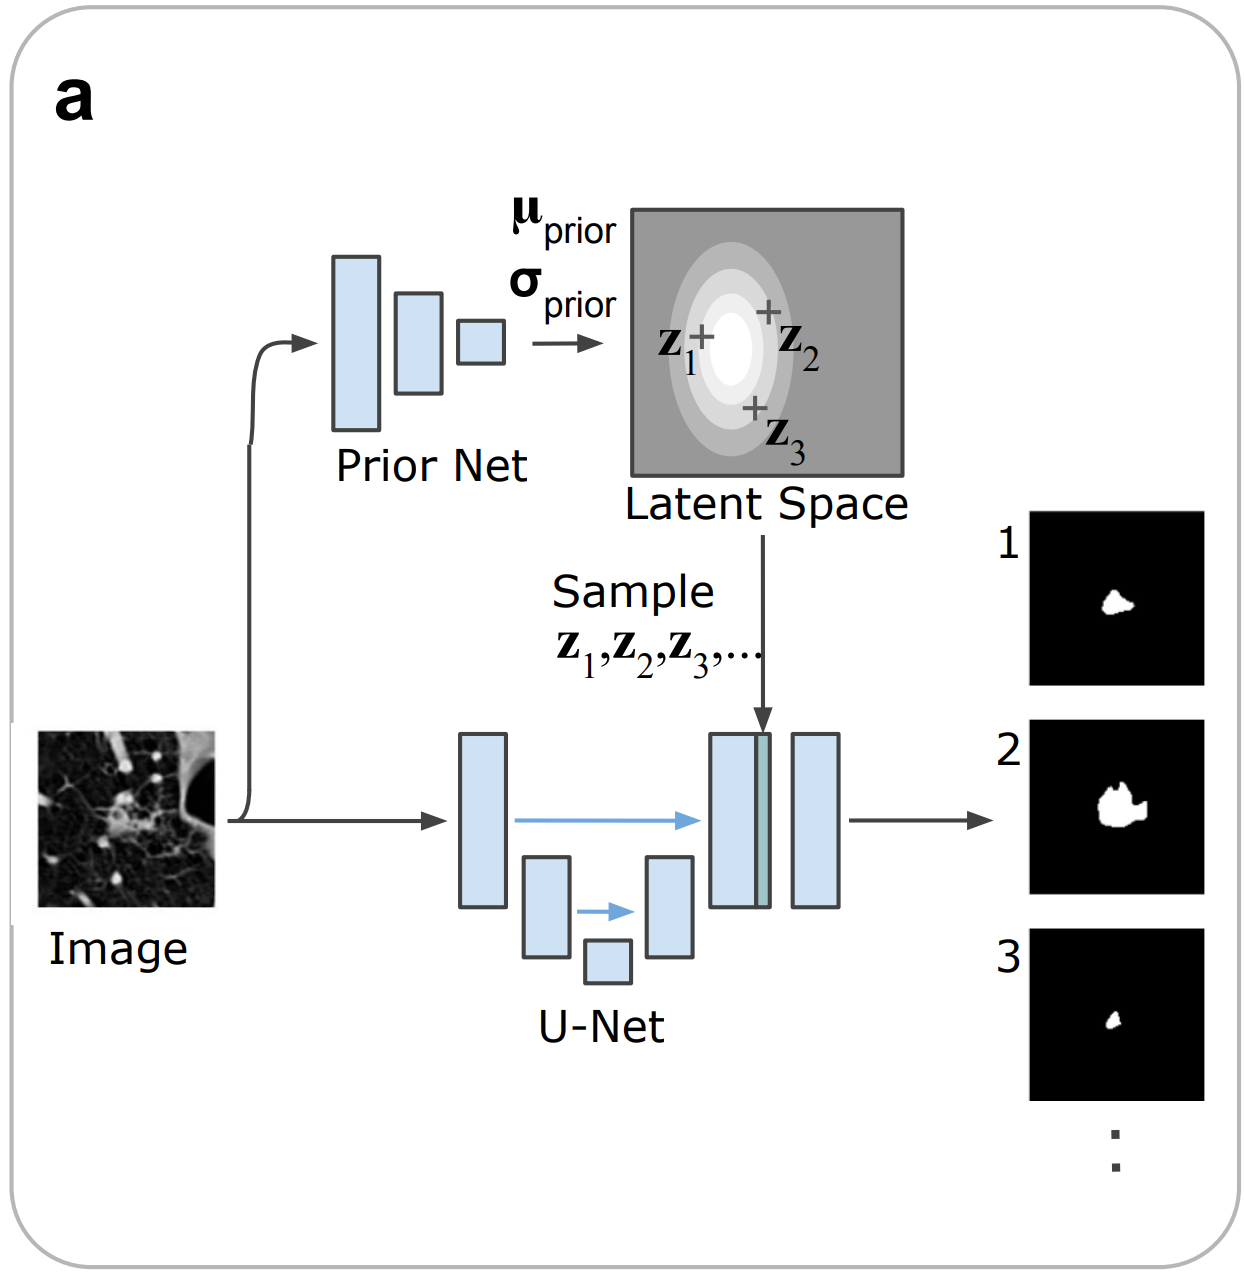 a
μprior
σprior
z1
z2
z3
Prior Net
Latent Space
Sample
z1,z2,z3,...
1
2
3
Image
U-Net